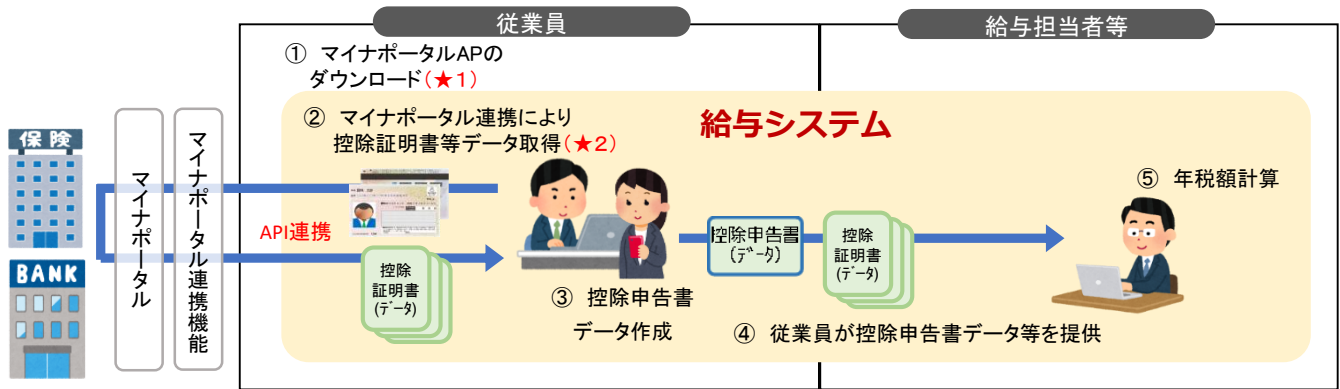 従業員
給与担当者等
① マイナポータルAPの
ダウンロード(★1)
② マイナポータル連携により
控除証明書等データ取得(★2)
給与システム
保険
BANK
マイナポータル
マイナポータル連携機能
API連携
控除
証明書
(ﾃﾞｰﾀ)
③ 控除申告書
データ作成
控除申告書
(ﾃﾞｰﾀ)
控除
証明書
(ﾃﾞｰﾀ)
④ 従業員が控除申告書データ等を提供
⑤ 年税額計算